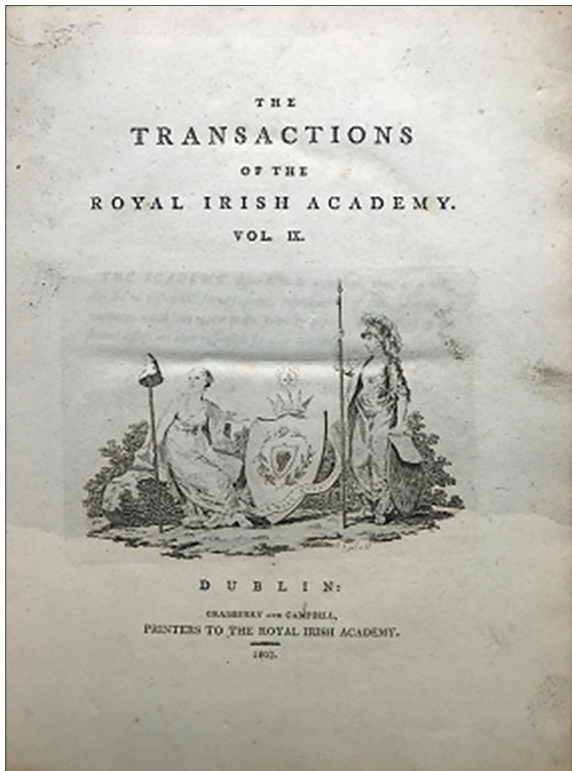 THE
TRANSACTIONS
OF THE
ROYAL IRISH ACADEMY.
VOL. IX.
DUBLIN:
GRAISBERRY AND CAMPBELL,
PRINTERS TO THE ROYAL IRISH ACADEMY.